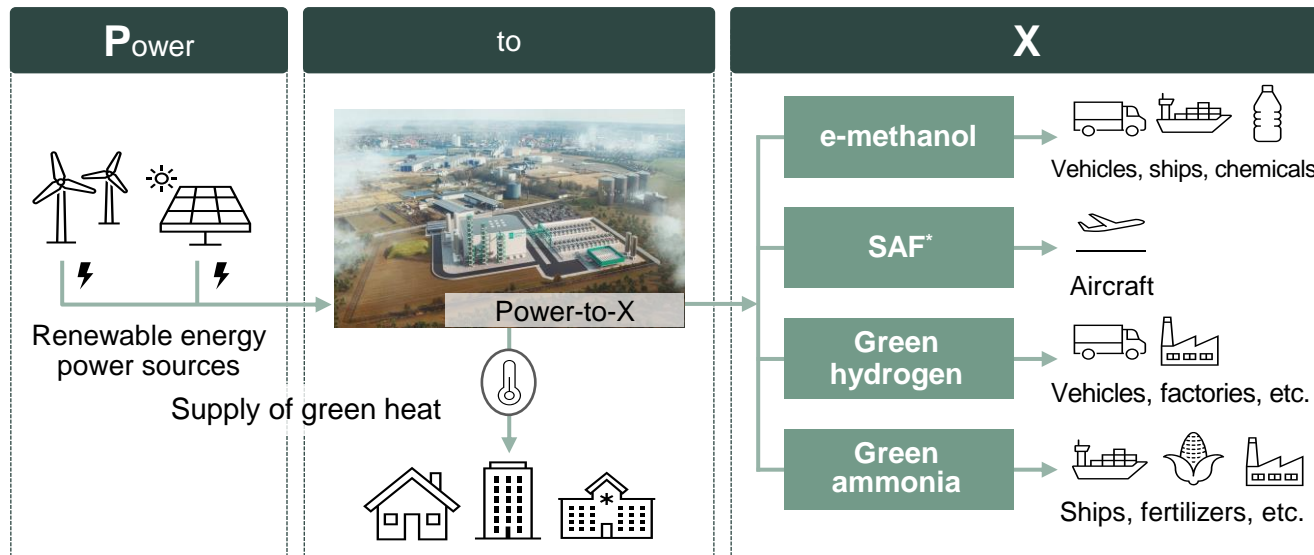 Power
to
X
Renewable energy
power sources
Power-to-X
Supply of green heat
e-methanol
Vehicles, ships, chemicals
SAF*
Aircraft
Green
hydrogen
Vehicles, factories, etc.
Green
ammonia
Ships, fertilizers, etc.